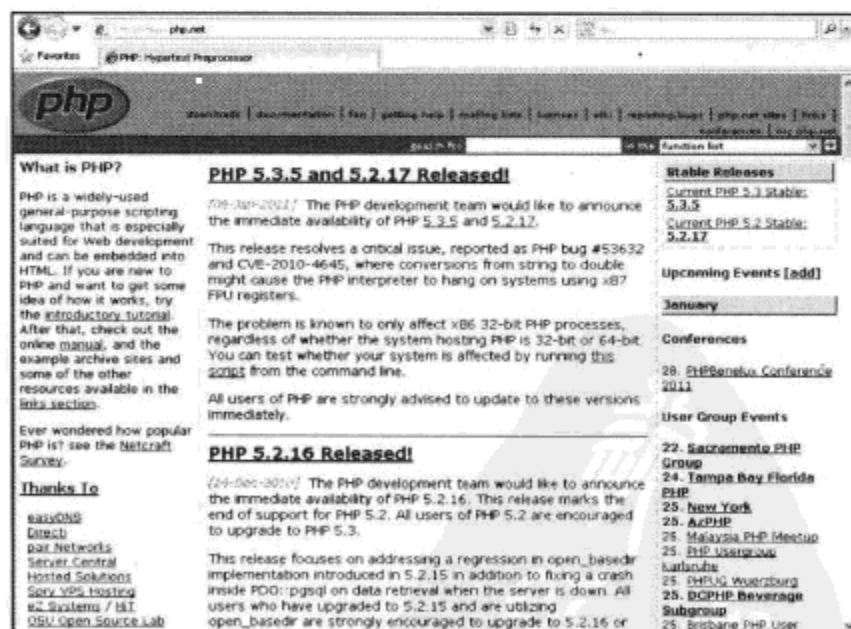 php.net
Favorites
PHP: Hypertext Preprocessor
php
downloads | documentation | faq | getting help | mailing lists | licenses | wiki | reporting bugs | php.net sites | links |
conferences | my php.net
search for
in the
function list
What is PHP?
PHP is a widely-used
general-purpose scripting
language that is especially
suited for Web development
and can be embedded into
HTML. If you are new to
PHP and want to get some
idea of how it works, try
the introductory tutorial.
After that, check out the
online manual, and the
example archive sites and
some of the other
resources available in the
links section.
Ever wondered how popular
PHP is? see the Netcraft
Survey.
Thanks To
easyDNS
Directi
pair Networks
Server Central
Hosted Solutions
Spry VPS Hosting
eZ Systems / HiT
OSU Open Source Lab
PHP 5.3.5 and 5.2.17 Released!
[06-Jan-2011] The PHP development team would like to announce
the immediate availability of PHP 5.3.5 and 5.2.17.
This release resolves a critical issue, reported as PHP bug #53632
and CVE-2010-4645, where conversions from string to double
might cause the PHP interpreter to hang on systems using x87
FPU registers.
The problem is known to only affect x86 32-bit PHP processes,
regardless of whether the system hosting PHP is 32-bit or 64-bit.
You can test whether your system is affected by running this
script from the command line.
All users of PHP are strongly advised to update to these versions
immediately.
PHP 5.2.16 Released!
The PHP development team would like to announce
the immediate availability of PHP 5.2.16. This release marks the
end of support for PHP 5.2. All users of PHP 5.2 are encouraged
to upgrade to PHP 5.3.
This release focuses on addressing a regression in open_basedir
implementation introduced in 5.2.15 in addition to fixing a crash
inside PDO::pgsql on data retrieval when the server is down. All
users who have upgraded to 5.2.15 and are utilizing
open_basedir are strongly encouraged to upgrade to 5.2.16 or
Stable Releases
Current PHP 5.3 Stable:
5.3.5
Current PHP 5.2 Stable:
5.2.17
Upcoming Events [add]
January
Conferences
28. PHPBenelux Conference
2011
User Group Events
22. Sacramento PHP
Group
24. Tampa Bay Florida
PHP
25. New York
25. AzPHP
25. Malaysia PHP Meetup
25. PHP Usergroup
Karlsruhe
25. PHPUG Wuerzburg
25. DCPHP Beverage
Subgroup
25. Brisbane PHP User